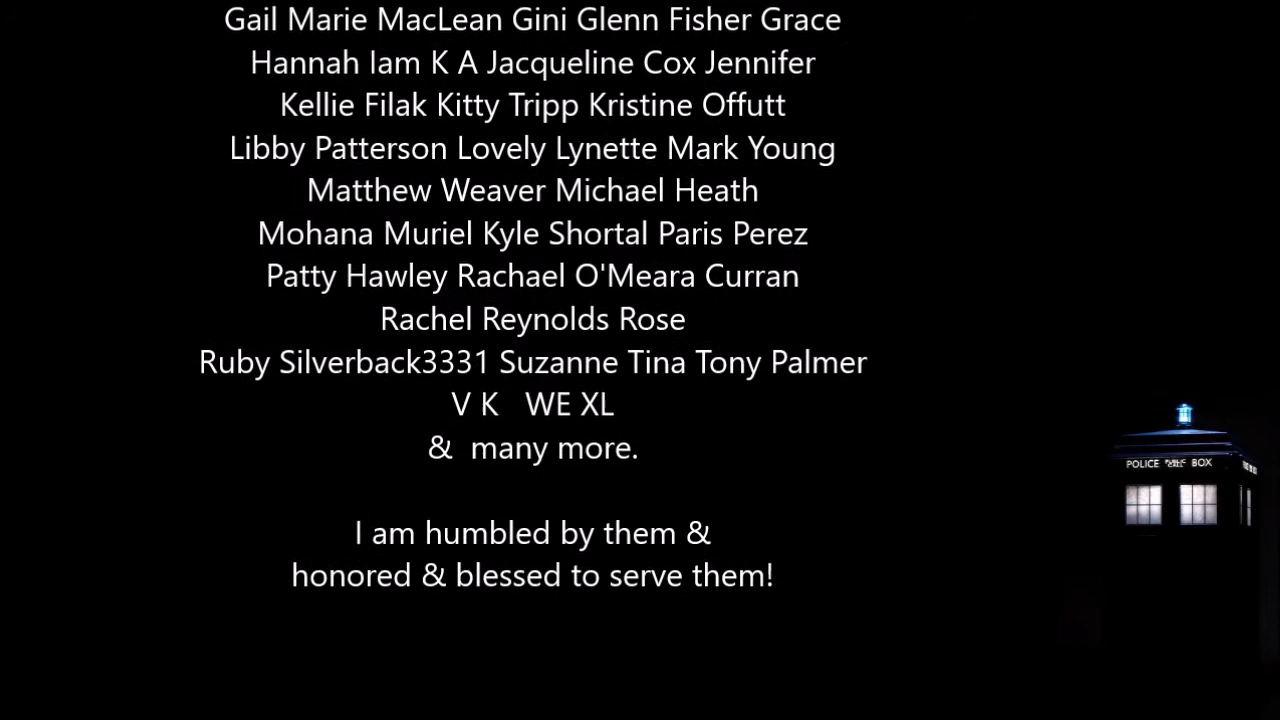 Gail Marie MacLean Gini Glenn Fisher Grace
Hannah Iam K A Jacqueline Cox Jennifer
Kellie Filak Kitty Tripp Kristine Offutt
Libby Patterson Lovely Lynette Mark Young
Matthew Weaver Michael Heath
Mohana Muriel Kyle Shortal Paris Perez
Patty Hawley Rachael O'Meara Curran
Rachel Reynolds Rose
Ruby Silverback3331 Suzanne Tina Tony Palmer
V K   WE XL
&  many more.
I am humbled by them &
honored & blessed to serve them!
POLICE PUBLIC CALL BOX